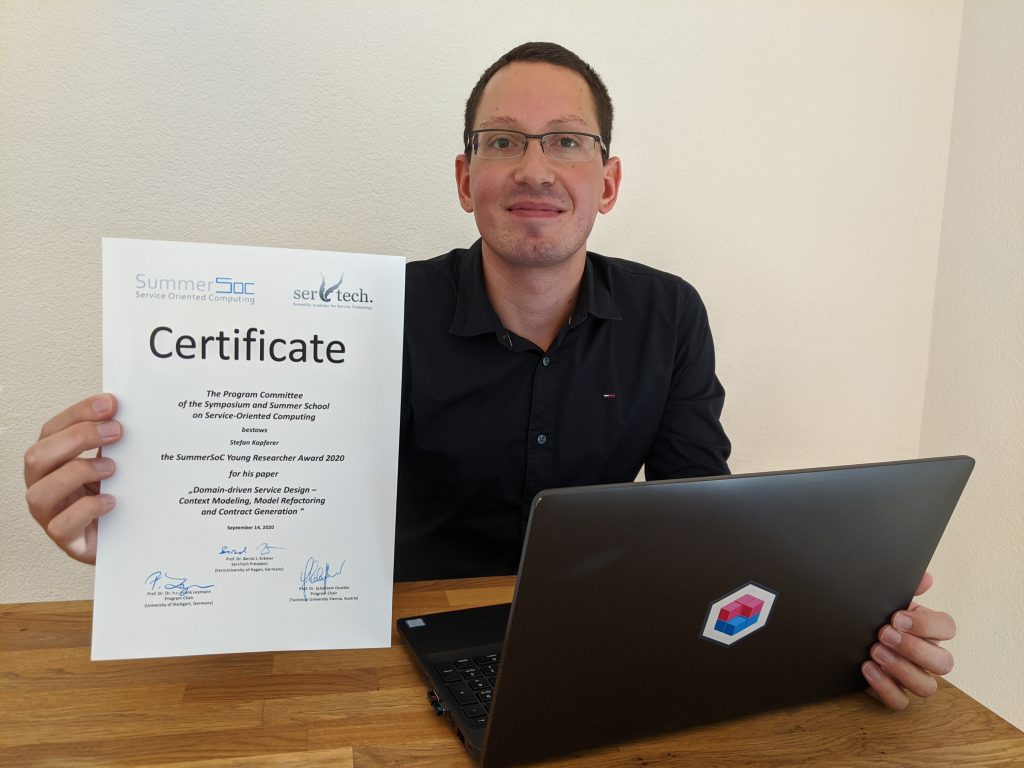 SummerSoc
Service Oriented Computing
ser tech.
Scientific Academy for Service Technology
Certificate
The Program Committee
of the Symposium and Summer School
on Service-Oriented Computing
bestows
Stefan Kapferer
the SummerSoC Young Researcher Award 2020
for his paper
„Domain-driven Service Design –
Context Modeling, Model Refactoring
and Contract Generation “
September 14, 2020
Prof. Dr. Bernd J. Krämer
ServTech President
(FernUniversity of Hagen, Germany)
Prof. Dr. Dr. h.c. Frank Leymann
Program Chair
(University of Stuttgart, Germany)
Prof. Dr. Schahram Dustdar
Program Chair
(Technical University Vienna, Austria)